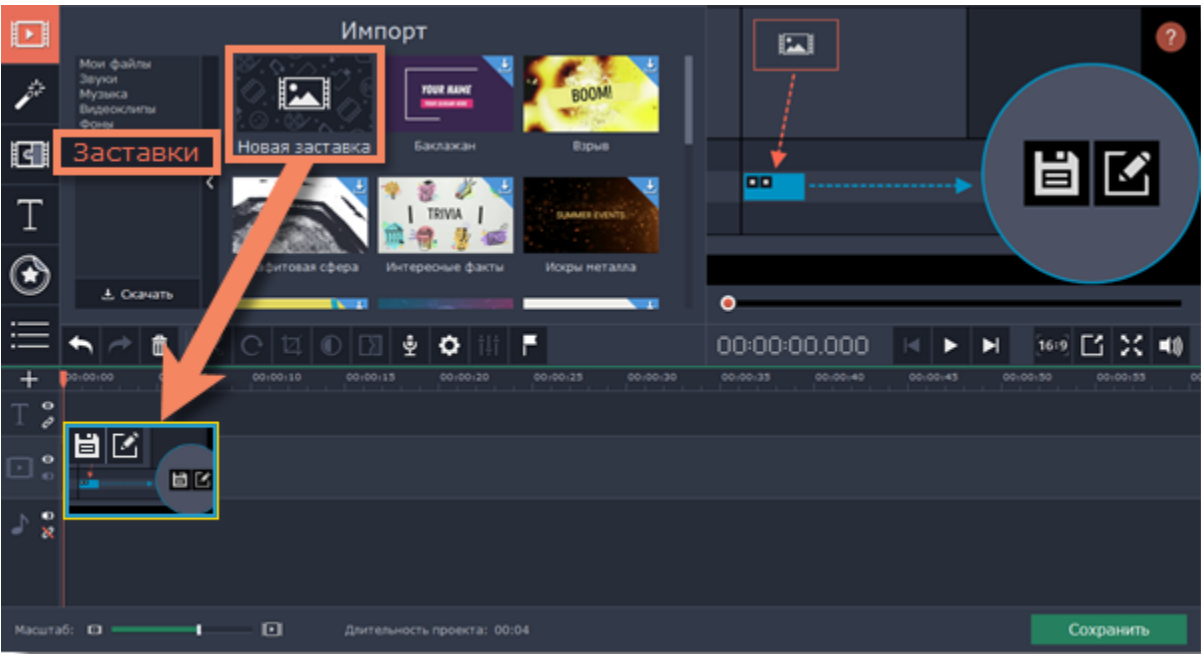 Импорт
Мои файлы
Звуки
Музыка
Видеоклипы
Фоны
Заставки
Скачать
Новая заставка
YOUR NAME
Баклажан
BOOM!
Взрыв
фитовая сфера
TRIVIA
Интересные факты
SUMMER EVENTS
Искры металла
?
00:00:00.000
16:9
00:00:00
00:00:10
00:00:15
00:00:20
00:00:25
00:00:30
00:00:35
00:00:40
00:00:45
00:00:50
00:00:55
Масштаб:
Длительность проекта: 00:04
Сохранить